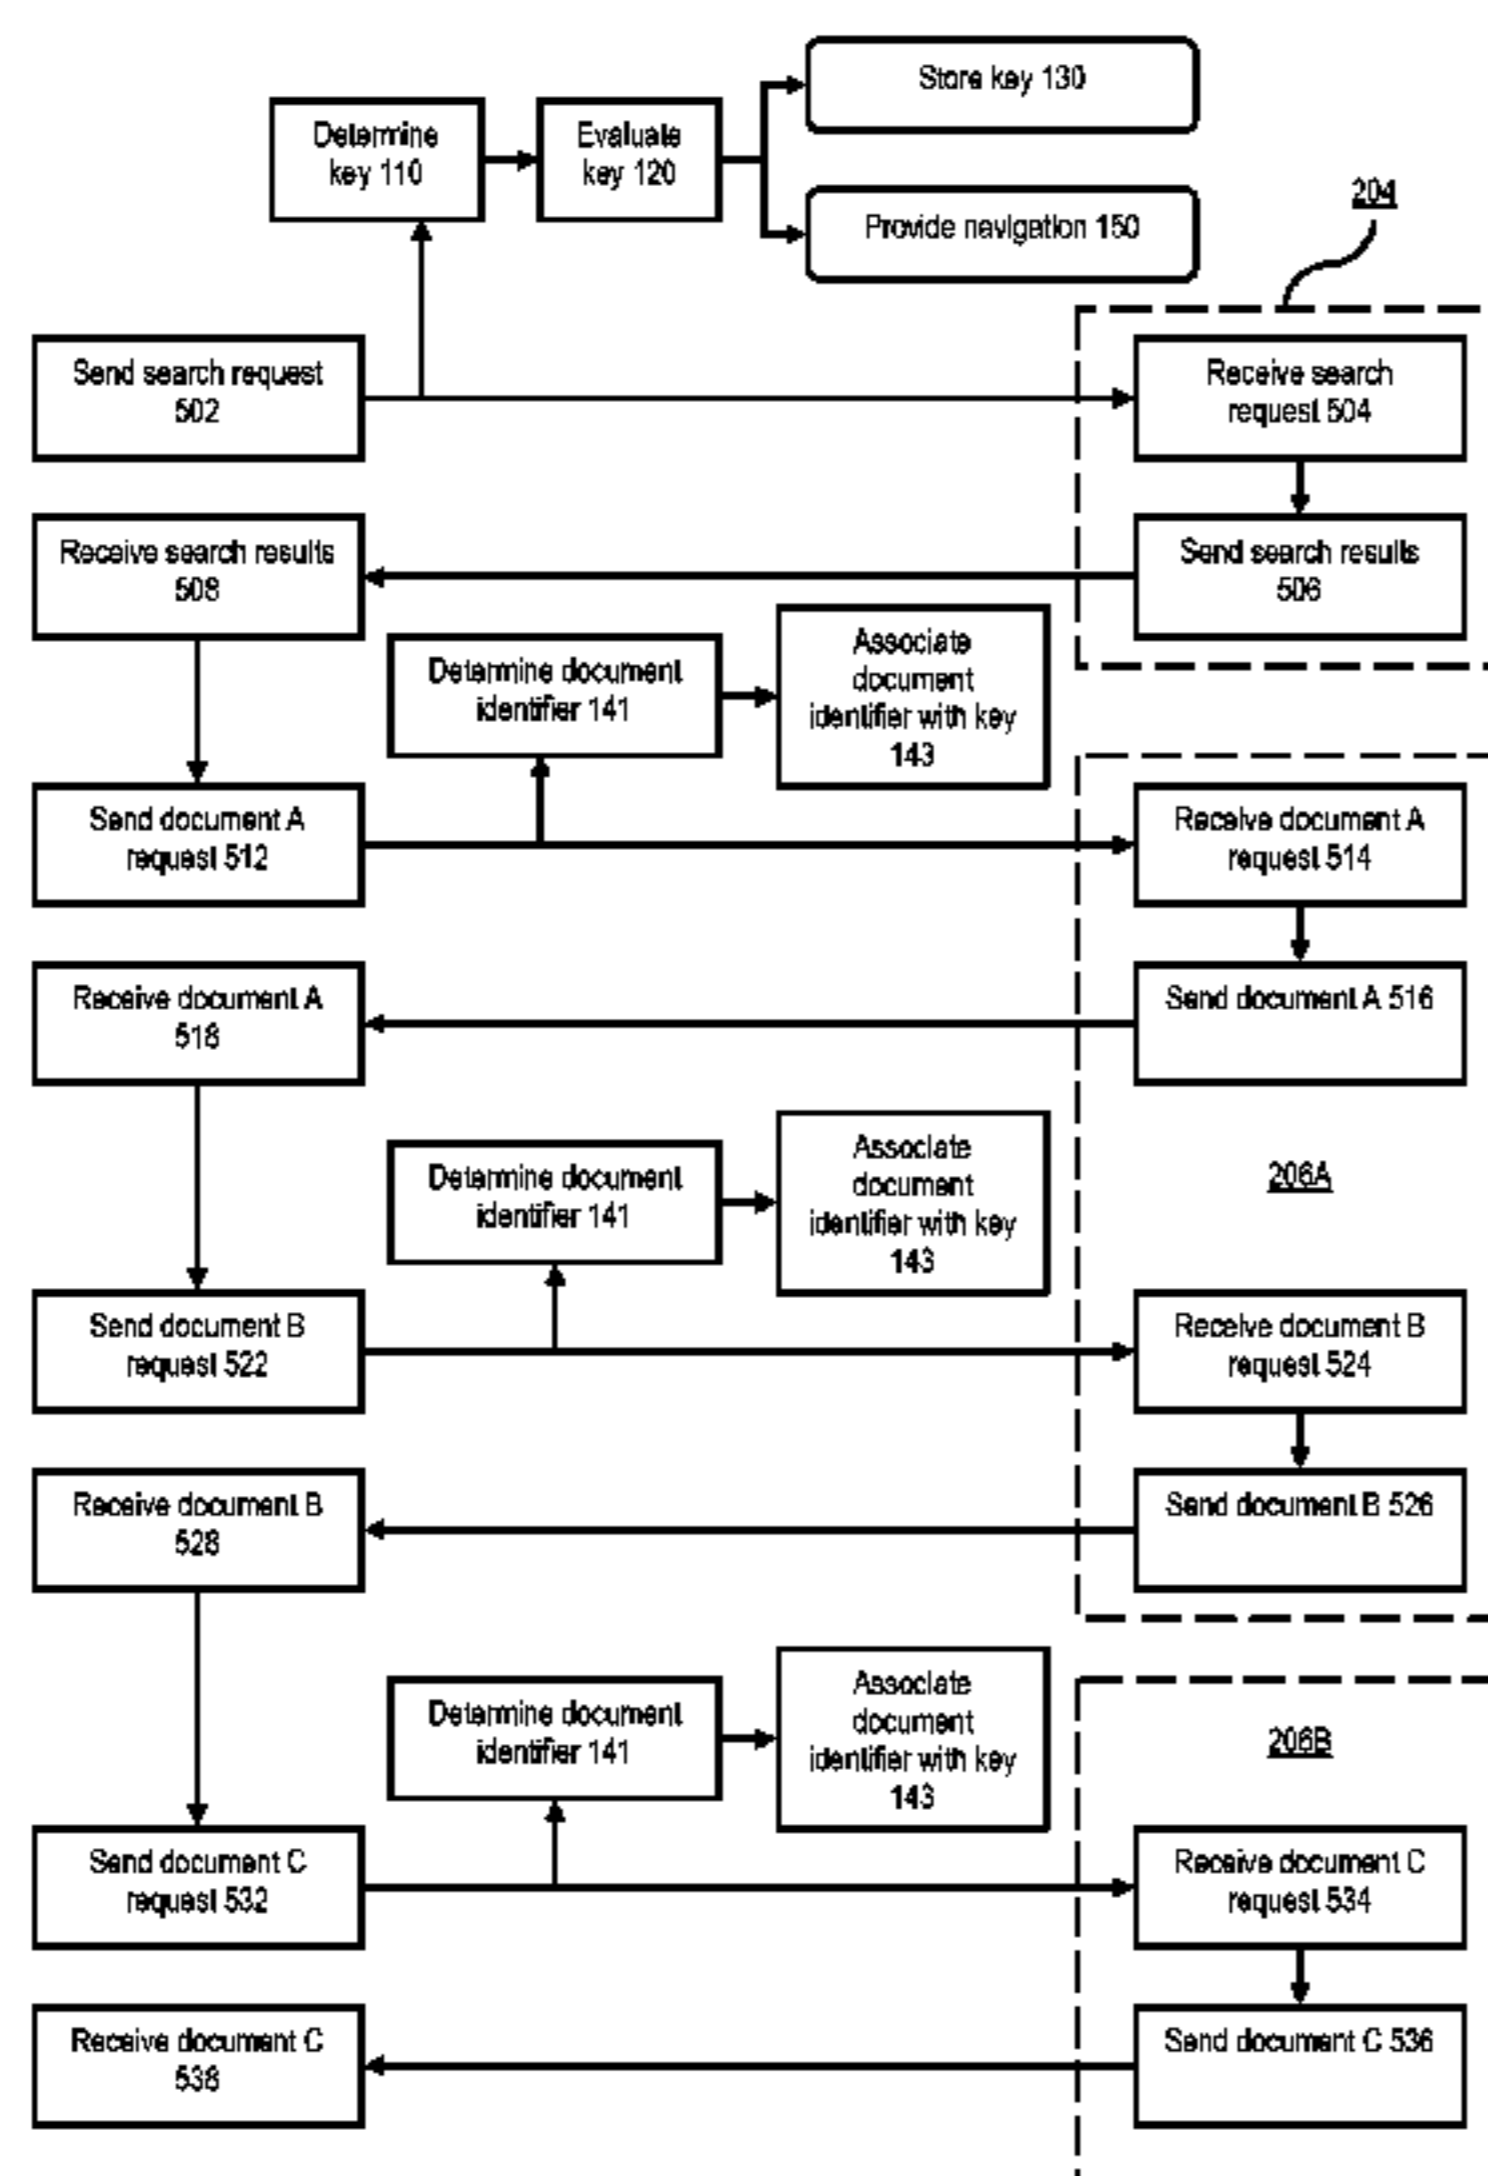 Store key 130
Determine
key 110
Evaluate
key 120
Provide navigation 150
204
Send search request
502
Receive search
request 504
Receive search results
508
Send search results
506
Determine document
identifier 141
Associate
document
identifier with key
143
Send document A
request 512
Receive document A
request 514
Receive document A
518
Send document A 516
Determine document
identifier 141
Associate
document
identifier with key
143
206A
Send document B
request 522
Receive document B
request 524
Receive document B
528
Send document B 526
Determine document
identifier 141
Associate
document
identifier with key
143
206B
Send document C
request 532
Receive document C
request 534
Receive document C
538
Send document C 536